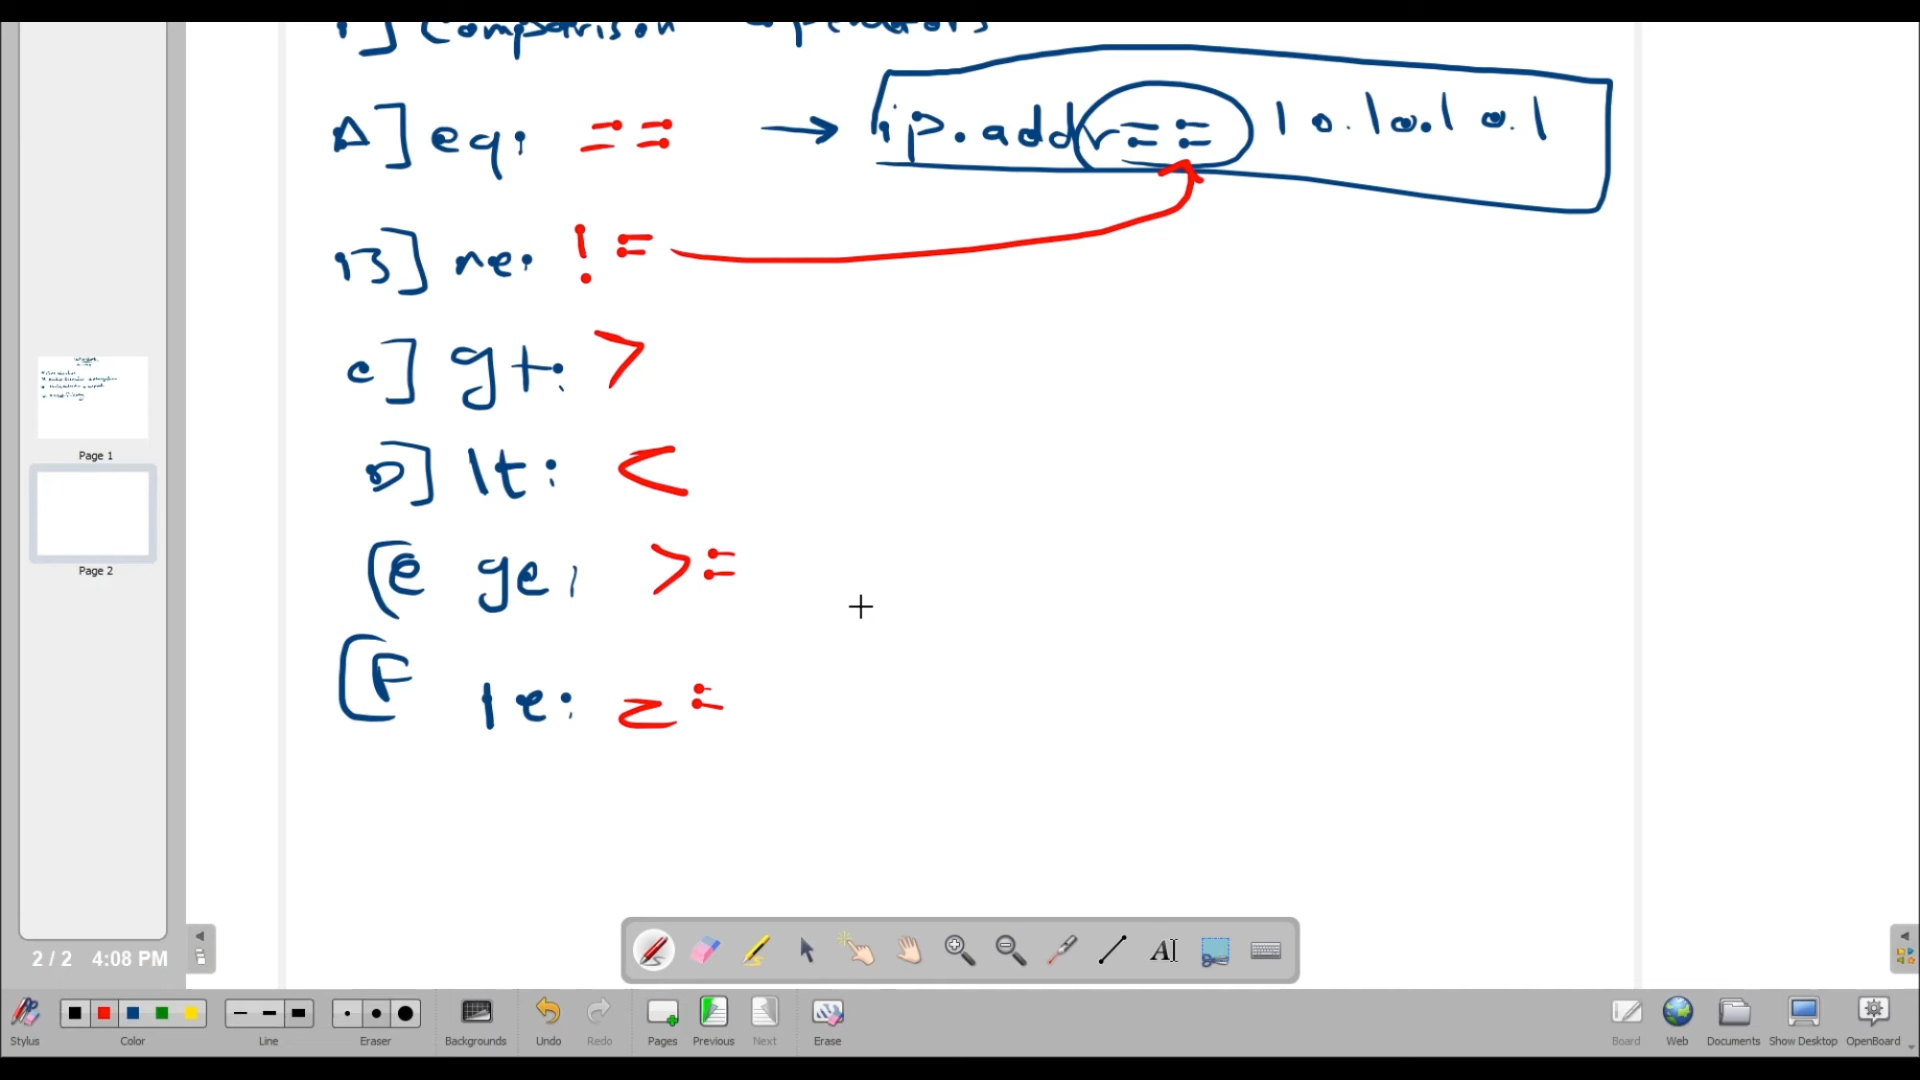 1] Comparison operators
A] eq: == → ip.addr == 10.10.10.1
B] ne: !=
C] gt: >
D] lt: <
[e ge: >=
[F le: <=
Page 1
Page 2
2 / 2 4:08 PM
Stylus Color Line Eraser Backgrounds Undo Redo Pages Previous Next Erase Board Web Documents Show Desktop OpenBoard